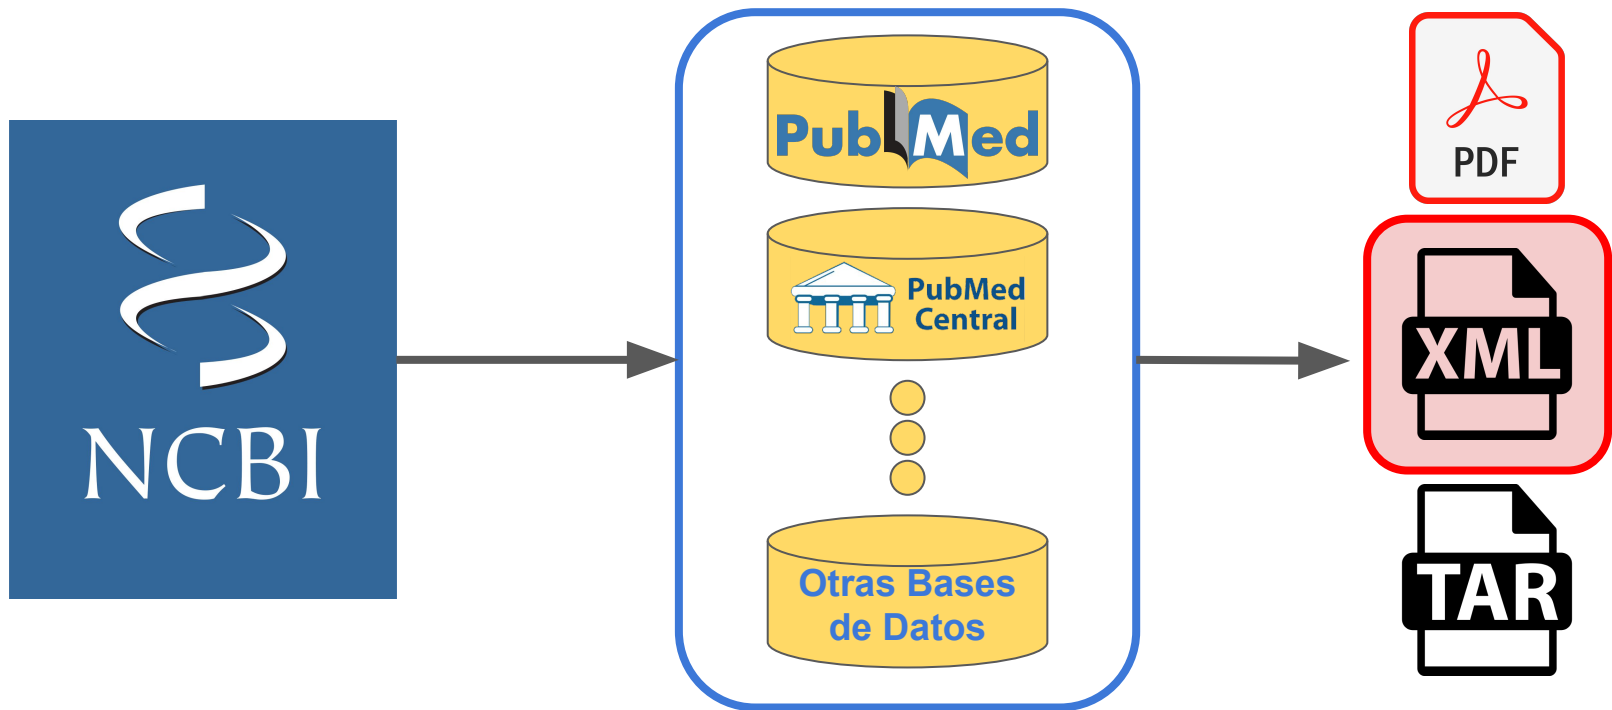 NCBI
PubMed
PubMed
Central
Otras Bases
de Datos
PDF
XML
TAR